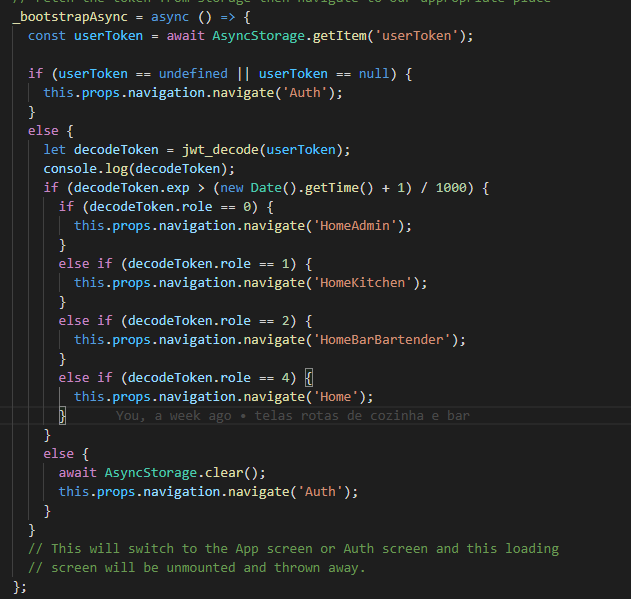 // Fetch the token from storage then navigate to our appropriate place
_bootstrapAsync = async () => {
const userToken = await AsyncStorage.getItem('userToken');
if (userToken == undefined || userToken == null) {
this.props.navigation.navigate('Auth');
}
else {
let decodeToken = jwt_decode(userToken);
console.log(decodeToken);
if (decodeToken.exp > (new Date().getTime() + 1) / 1000) {
if (decodeToken.role == 0) {
this.props.navigation.navigate('HomeAdmin');
}
else if (decodeToken.role == 1) {
this.props.navigation.navigate('HomeKitchen');
}
else if (decodeToken.role == 2) {
this.props.navigation.navigate('HomeBarBartender');
}
else if (decodeToken.role == 4) {
this.props.navigation.navigate('Home');
} You, a week ago • telas rotas de cozinha e bar
}
else {
await AsyncStorage.clear();
this.props.navigation.navigate('Auth');
}
}
// This will switch to the App screen or Auth screen and this loading
// screen will be unmounted and thrown away.
};